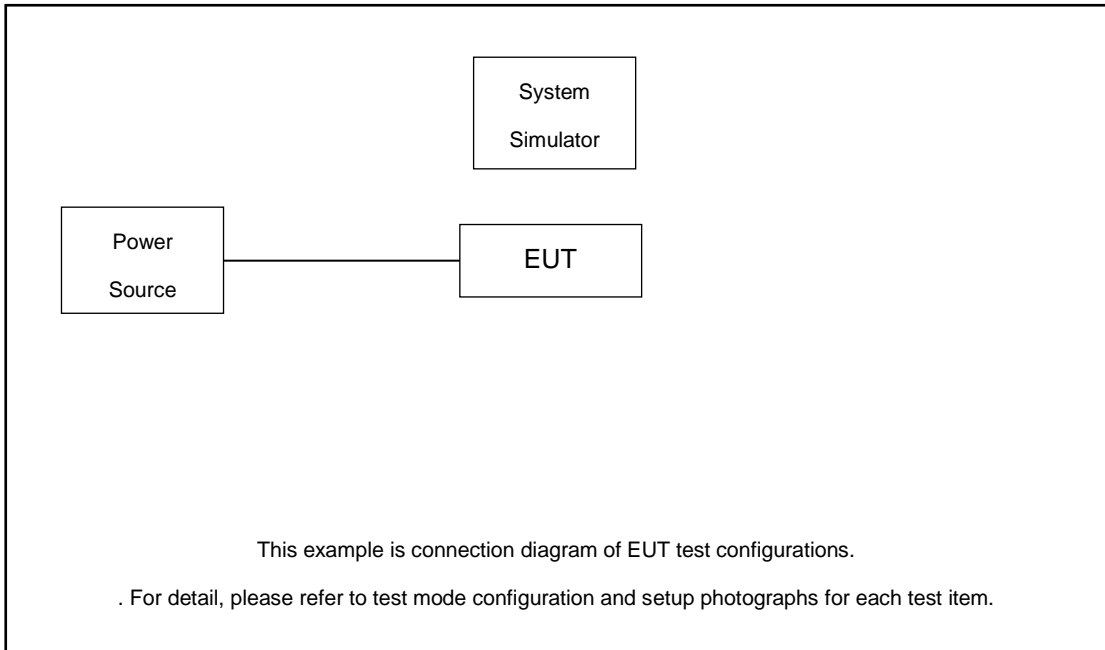 System
Simulator
Power
Source
EUT
This example is connection diagram of EUT test configurations.
. For detail, please refer to test mode configuration and setup photographs for each test item.